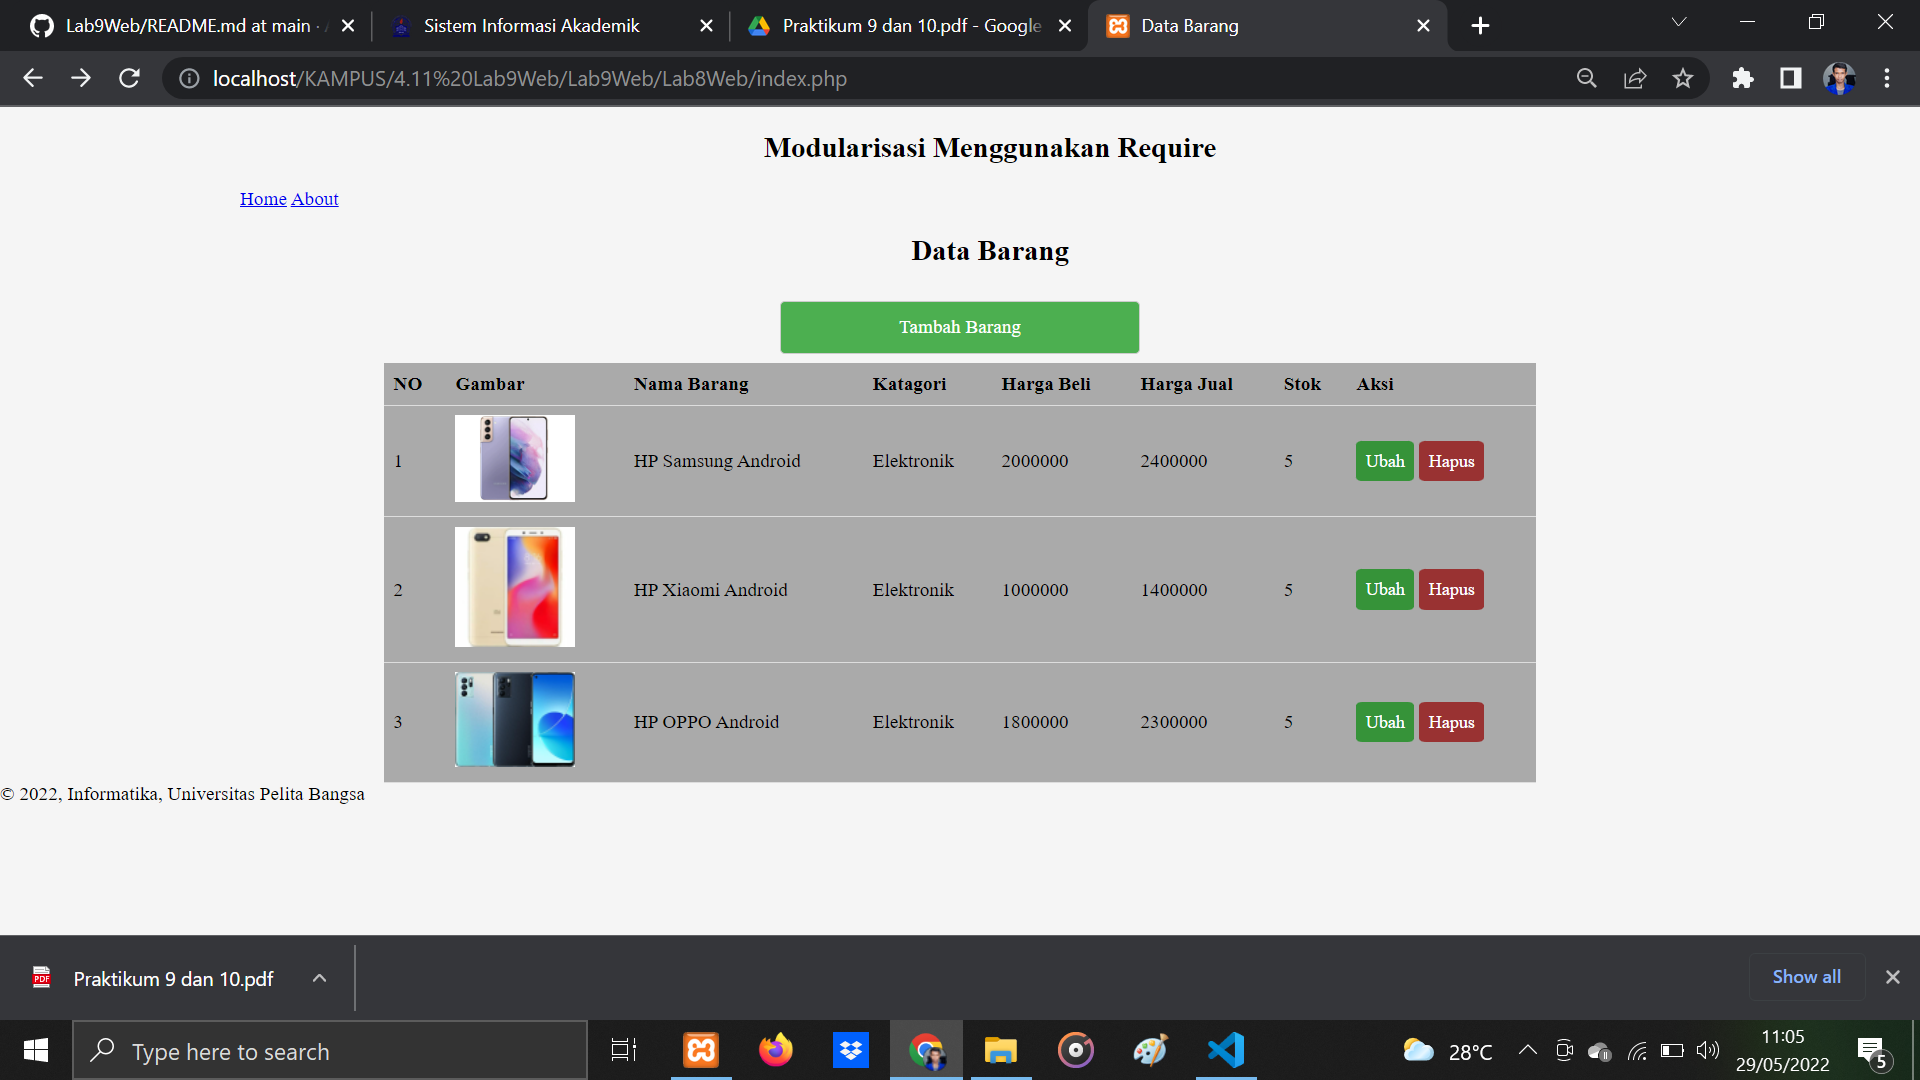 Lab9Web/README.md at main ·
Sistem Informasi Akademik
Praktikum 9 dan 10.pdf - Google
Data Barang
localhost/KAMPUS/4.11%20Lab9Web/Lab9Web/Lab8Web/index.php
Modularisasi Menggunakan Require
Home About
Data Barang
Tambah Barang
NO Gambar Nama Barang Katagori Harga Beli Harga Jual Stok Aksi
1 HP Samsung Android Elektronik 2000000 2400000 5 Ubah Hapus
2 HP Xiaomi Android Elektronik 1000000 1400000 5 Ubah Hapus
3 HP OPPO Android Elektronik 1800000 2300000 5 Ubah Hapus
© 2022, Informatika, Universitas Pelita Bangsa
PDF Praktikum 9 dan 10.pdf
Show all
Type here to search
28°C
11:05
29/05/2022
5